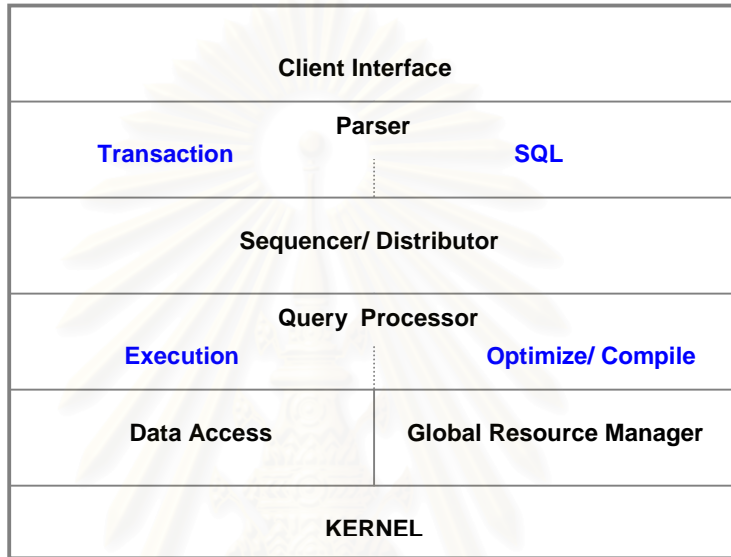 Client Interface
Parser
Transaction SQL
Sequencer/ Distributor
Query Processor
Execution Optimize/ Compile
Data Access Global Resource Manager
KERNEL